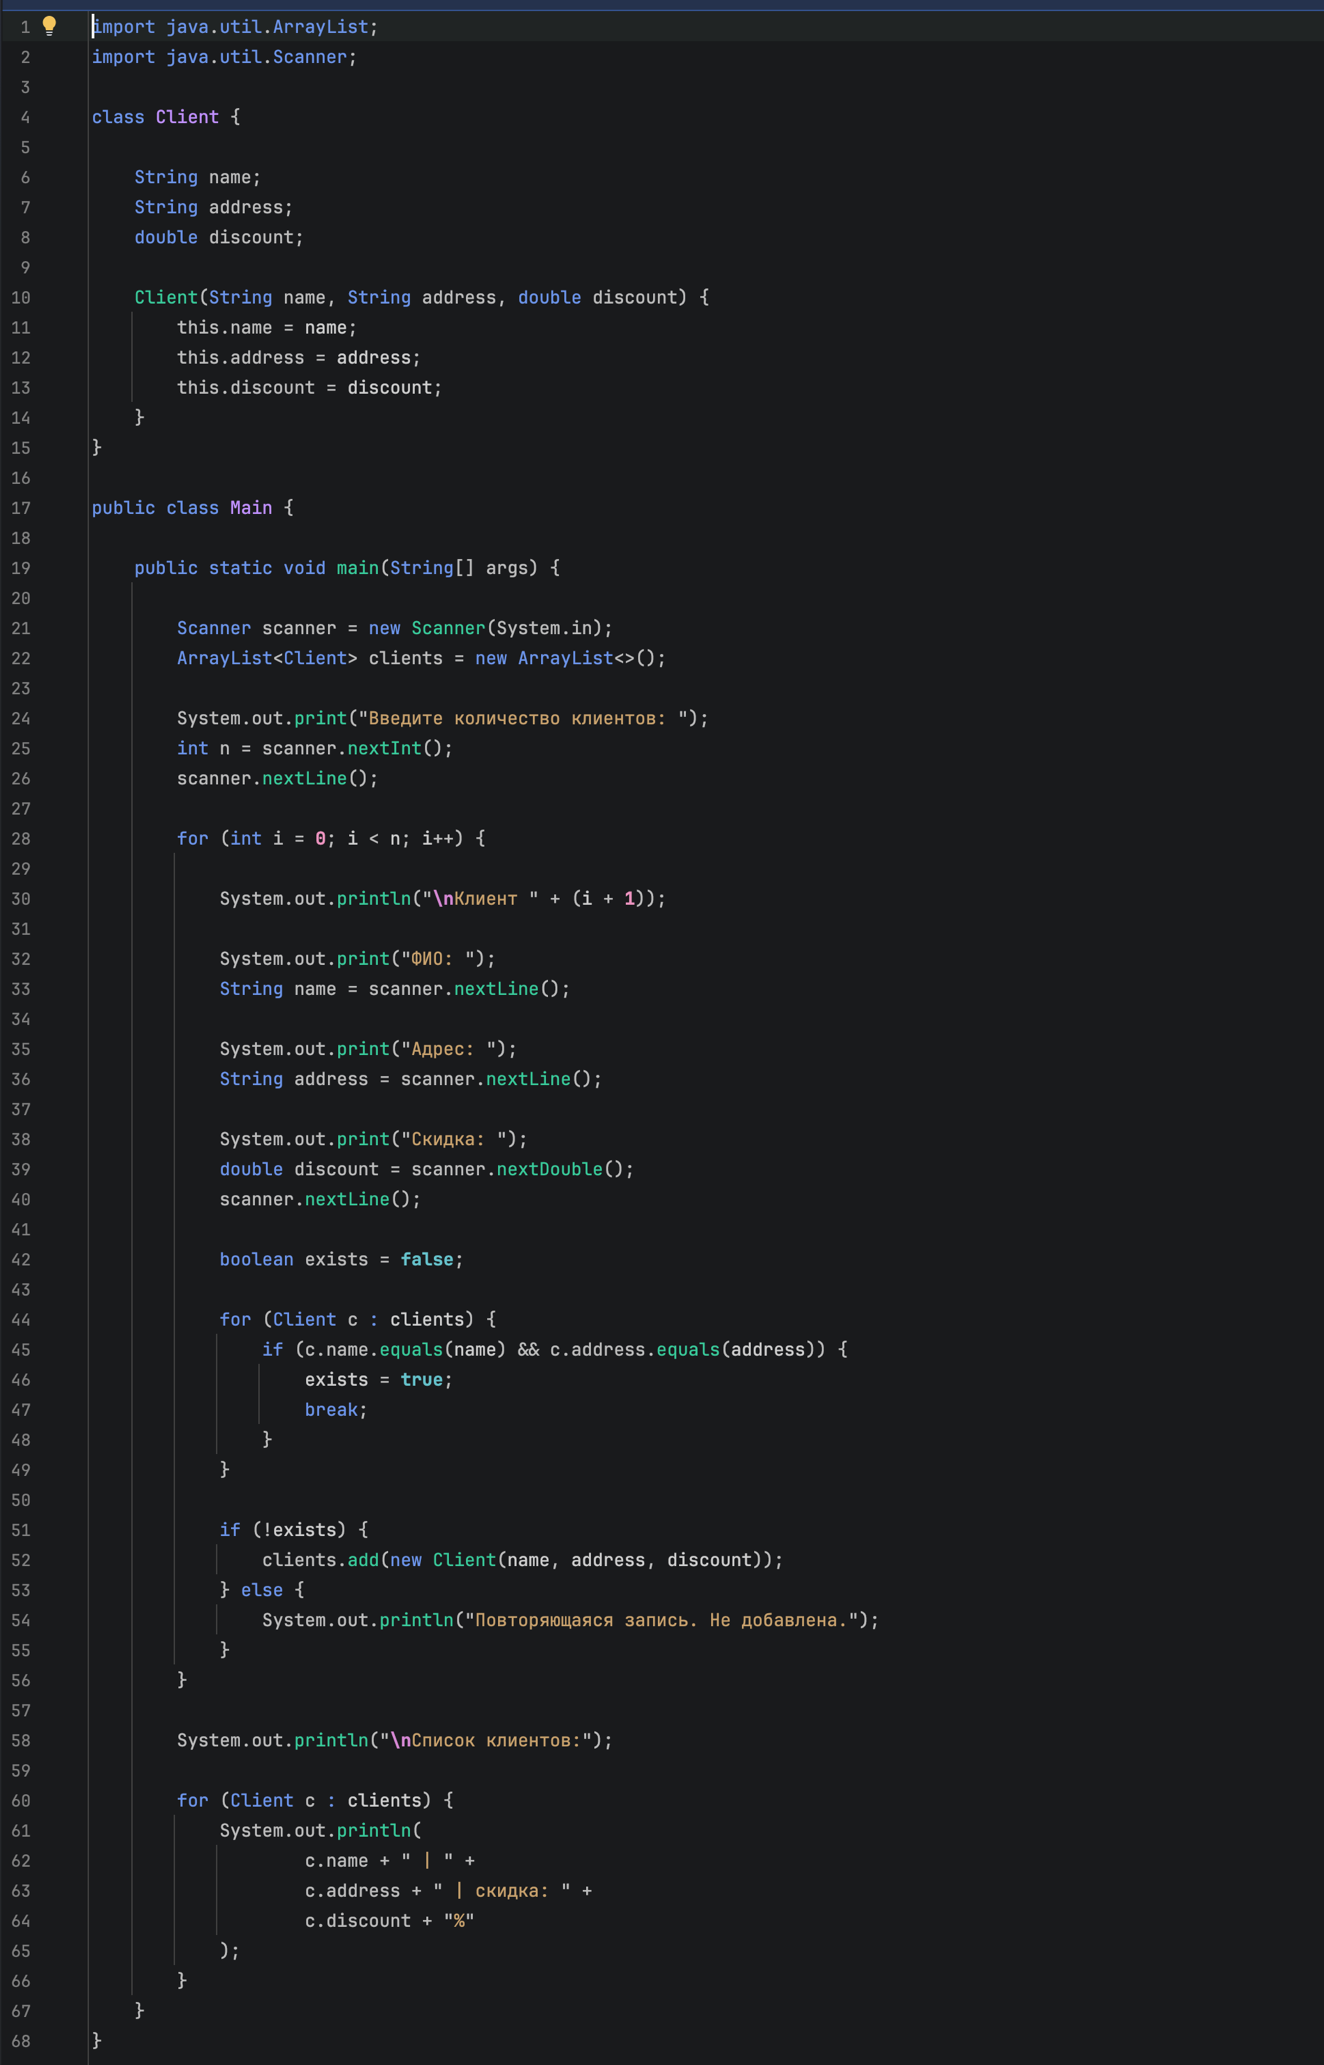 1 import java.util.ArrayList;
2 import java.util.Scanner;
3
4 class Client {
5
6     String name;
7     String address;
8     double discount;
9
10     Client(String name, String address, double discount) {
11         this.name = name;
12         this.address = address;
13         this.discount = discount;
14     }
15 }
16
17 public class Main {
18
19     public static void main(String[] args) {
20
21         Scanner scanner = new Scanner(System.in);
22         ArrayList<Client> clients = new ArrayList<>();
23
24         System.out.print("Введите количество клиентов: ");
25         int n = scanner.nextInt();
26         scanner.nextLine();
27
28         for (int i = 0; i < n; i++) {
29
30             System.out.println("\nКлиент " + (i + 1));
31
32             System.out.print("ФИО: ");
33             String name = scanner.nextLine();
34
35             System.out.print("Адрес: ");
36             String address = scanner.nextLine();
37
38             System.out.print("Скидка: ");
39             double discount = scanner.nextDouble();
40             scanner.nextLine();
41
42             boolean exists = false;
43
44             for (Client c : clients) {
45                 if (c.name.equals(name) && c.address.equals(address)) {
46                     exists = true;
47                     break;
48                 }
49             }
50
51             if (!exists) {
52                 clients.add(new Client(name, address, discount));
53             } else {
54                 System.out.println("Повторяющаяся запись. Не добавлена.");
55             }
56         }
57
58         System.out.println("\nСписок клиентов:");
59
60         for (Client c : clients) {
61             System.out.println(
62                     c.name + " | " +
63                     c.address + " | скидка: " +
64                     c.discount + "%"
65             );
66         }
67     }
68 }